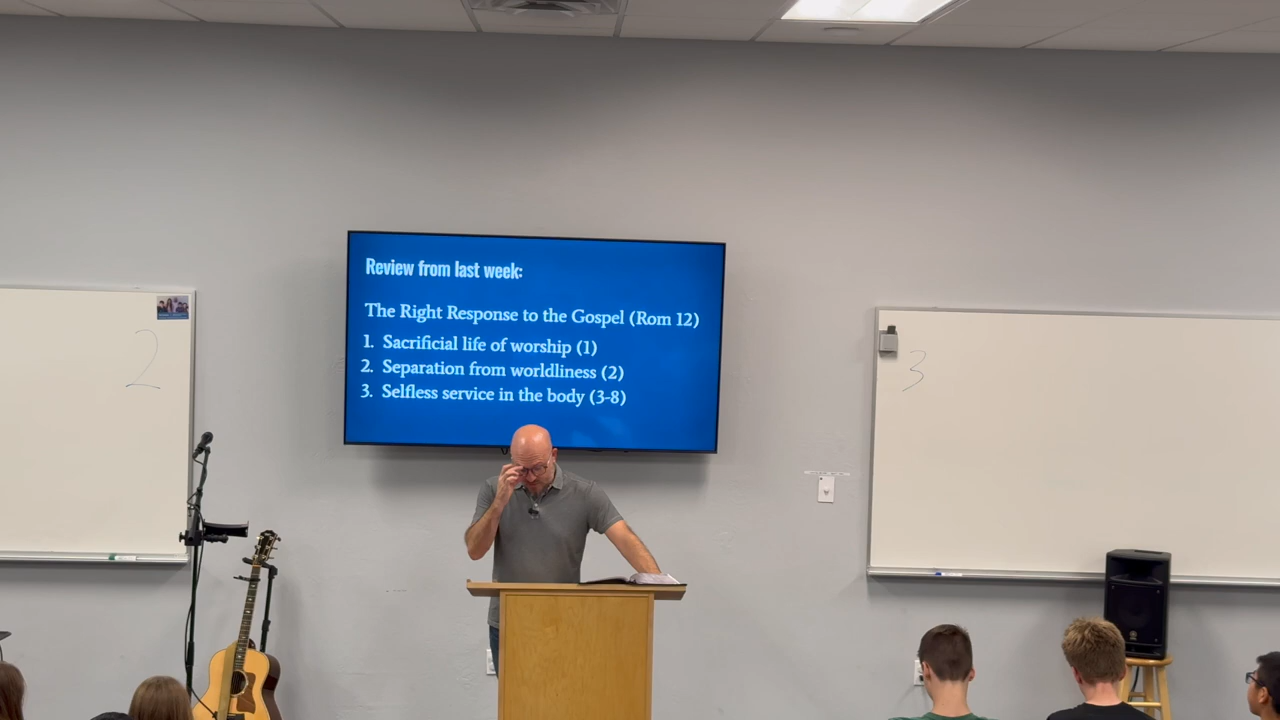 Review from last week:
The Right Response to the Gospel (Rom 12)
1. Sacrificial life of worship (1)
2. Separation from worldliness (2)
3. Selfless service in the body (3-8)
2
3